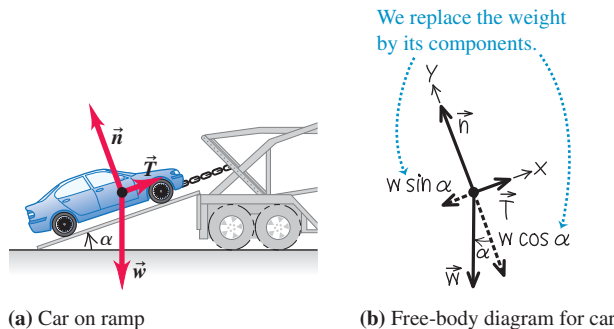 We replace the weight
by its components.
n⃗
T⃗
α
w⃗
(a) Car on ramp
Y
n⃗
X
w sin α
T⃗
w cos α
α
w⃗
(b) Free-body diagram for car